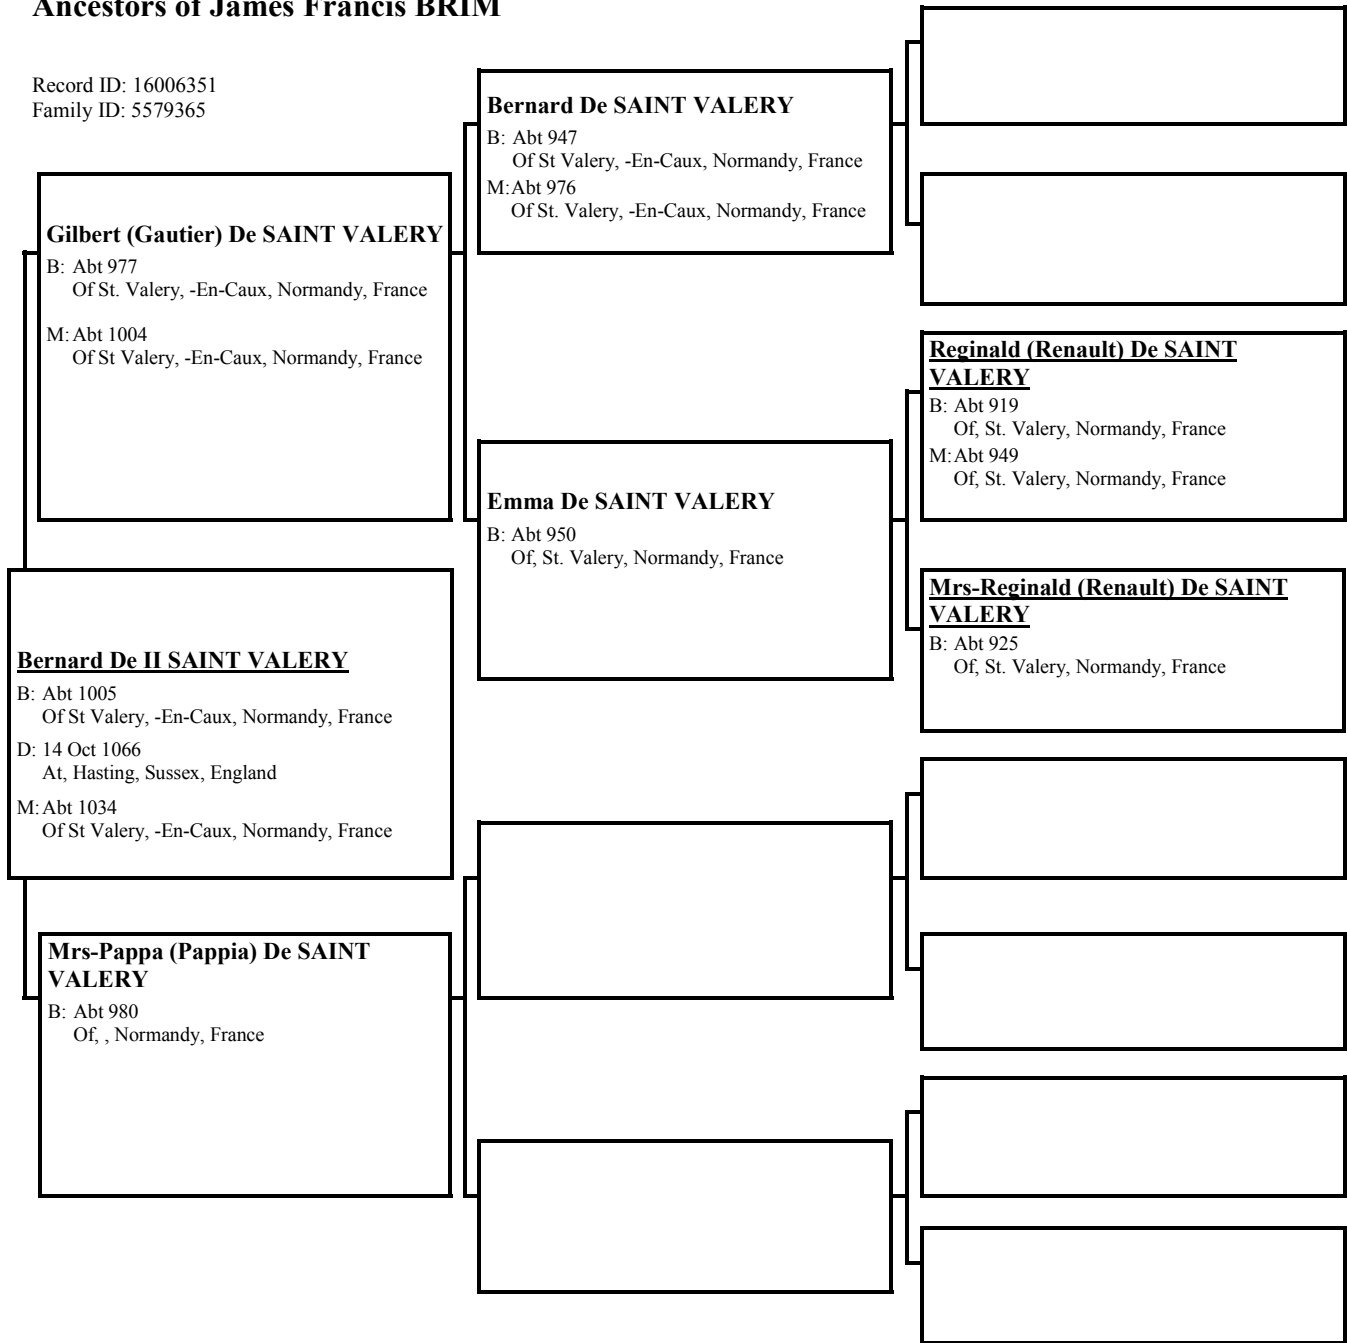 Ancestors of James Francis BRIM
Record ID: 16006351
Family ID: 5579365
Gilbert (Gautier) De SAINT VALERY
B: Abt 977
Of St. Valery, -En-Caux, Normandy, France
M: Abt 1004
Of St Valery, -En-Caux, Normandy, France
Bernard De II SAINT VALERY
B: Abt 1005
Of St Valery, -En-Caux, Normandy, France
D: 14 Oct 1066
At, Hasting, Sussex, England
M: Abt 1034
Of St Valery, -En-Caux, Normandy, France
Mrs-Pappa (Pappia) De SAINT
VALERY
B: Abt 980
Of, , Normandy, France
Bernard De SAINT VALERY
B: Abt 947
Of St Valery, -En-Caux, Normandy, France
M: Abt 976
Of St. Valery, -En-Caux, Normandy, France
Emma De SAINT VALERY
B: Abt 950
Of, St. Valery, Normandy, France
Reginald (Renault) De SAINT
VALERY
B: Abt 919
Of, St. Valery, Normandy, France
M: Abt 949
Of, St. Valery, Normandy, France
Mrs-Reginald (Renault) De SAINT
VALERY
B: Abt 925
Of, St. Valery, Normandy, France